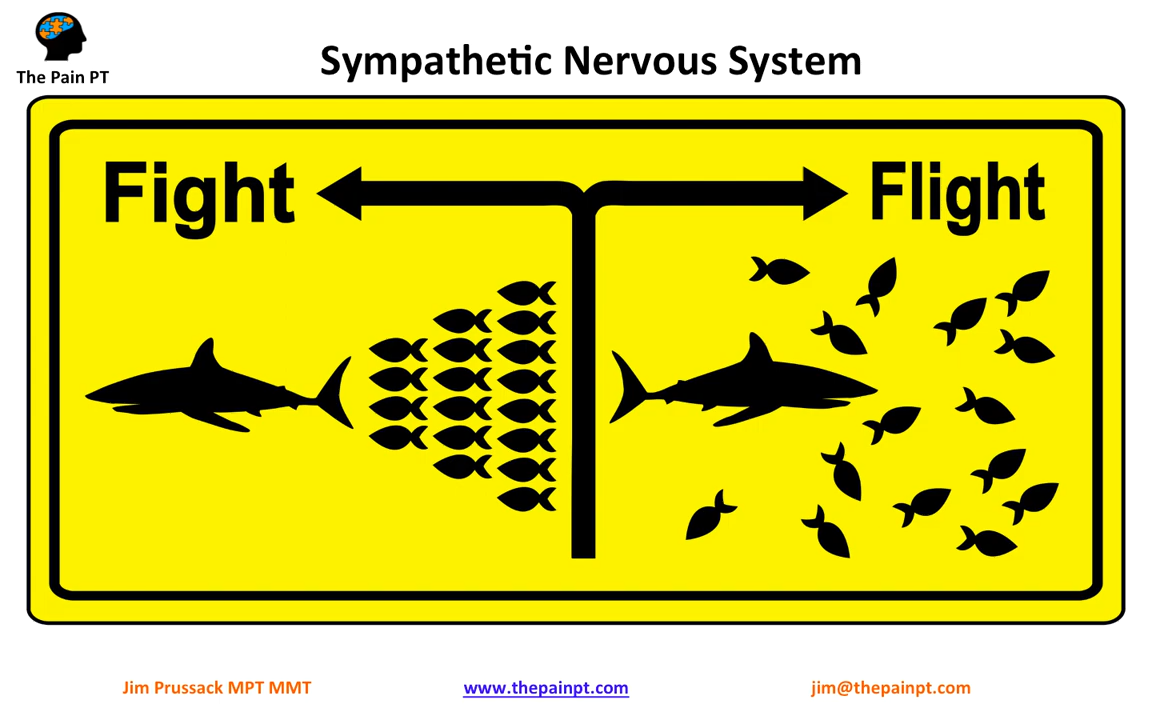 The Pain PT
Sympathetic Nervous System
Fight
Flight
Jim Prussack MPT MMT
www.thepainpt.com
jim@thepainpt.com